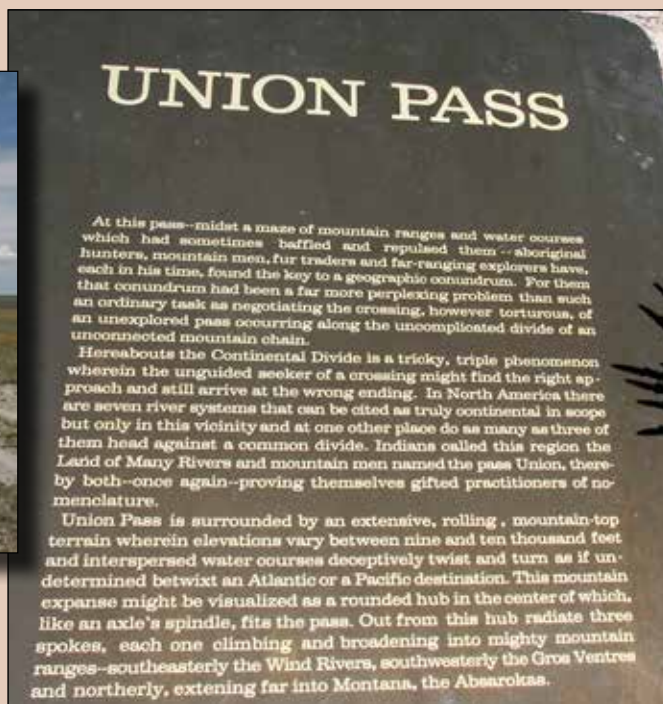 UNION PASS
At this pass--midst a maze of mountain ranges and water courses
which had sometimes baffled and repulsed them -- aboriginal
hunters, mountain men, fur traders and far-ranging explorers have,
each in his time, found the key to a geographic conundrum. For them
that conundrum had been a far more perplexing problem than such
an ordinary task as negotiating the crossing, however torturous, of
an unexplored pass occurring along the uncomplicated divide of an
unconnected mountain chain.
Hereabouts the Continental Divide is a tricky, triple phenomenon
wherein the unguided seeker of a crossing might find the right ap-
proach and still arrive at the wrong ending. In North America there
are seven river systems that can be cited as truly continental in scope
but only in this vicinity and at one other place do as many as three of
them head against a common divide. Indians called this region the
Land of Many Rivers and mountain men named the pass Union, there-
by both--once again--proving themselves gifted practitioners of no-
menclature.
Union Pass is surrounded by an extensive, rolling , mountain-top
terrain wherein elevations vary between nine and ten thousand feet
and interspersed water courses deceptively twist and turn as if un-
determined betwixt an Atlantic or a Pacific destination. This mountain
expanse might be visualized as a rounded hub in the center of which,
like an axle's spindle, fits the pass. Out from this hub radiate three
spokes, each one climbing and broadening into mighty mountain
ranges--southeasterly the Wind Rivers, southwesterly the Gros Ventres
and northerly, extening far into Montana, the Absarokas.